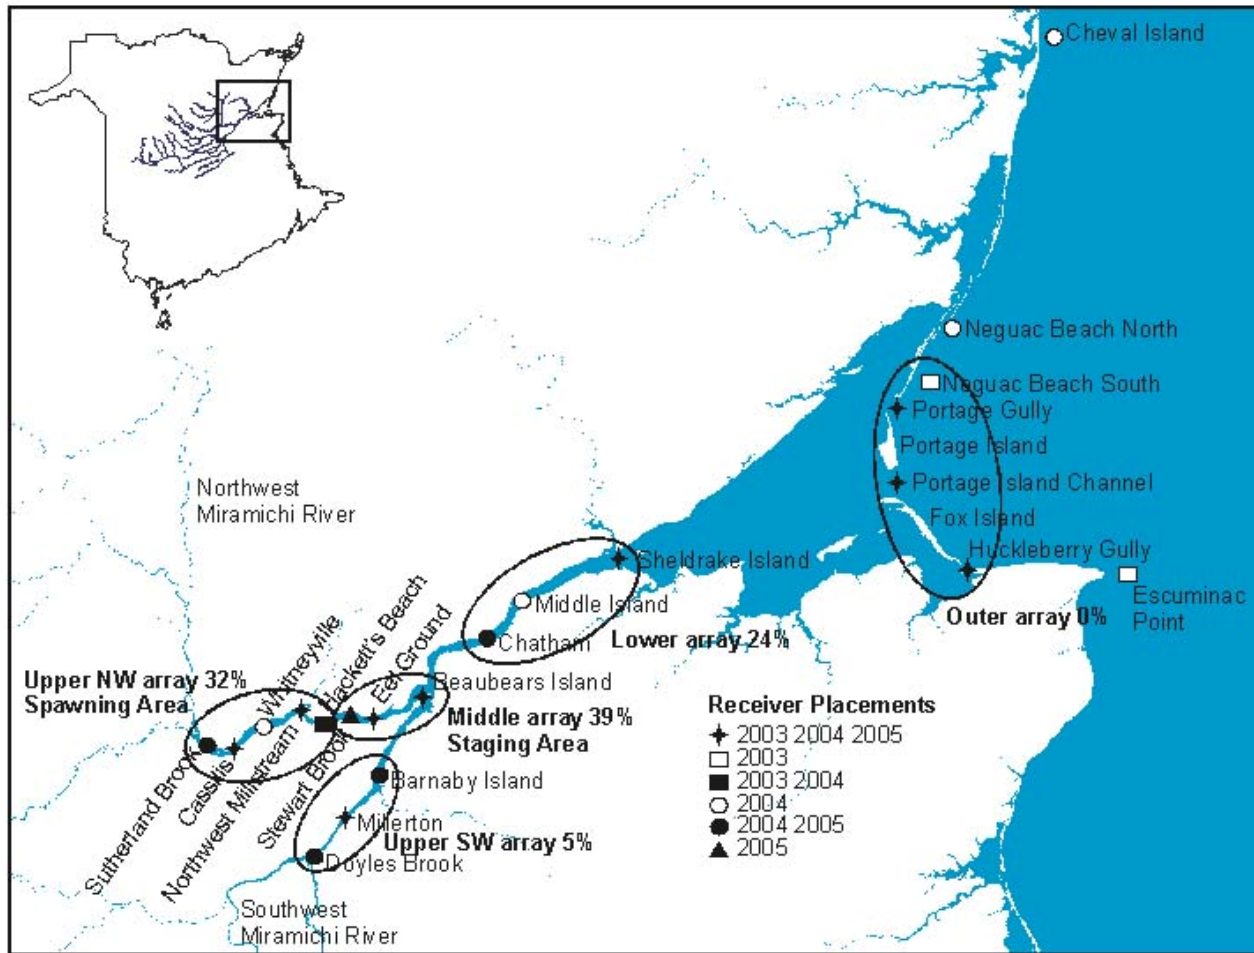 Cheval Island
Neguac Beach North
Neguac Beach South
Portage Gully
Portage Island
Portage Island Channel
Fox Island
Huckleberry Gully
Escuminac
Point
Outer array 0%
Northwest
Miramichi River
Sheldrake Island
Middle Island
Chatham
Lower array 24%
Beaubears Island
Middle array 39%
Staging Area
Upper NW array 32%
Spawning Area
Sutherland Brook
Cassilis
Whitneyville
Northwest Millstream
Hackett's Beach
Stewart Brook
Eel Ground
Barnaby Island
Millerton
Upper SW array 5%
Doyles Brook
Southwest
Miramichi River
Receiver Placements
2003 2004 2005
2003
2003 2004
2004
2004 2005
2005